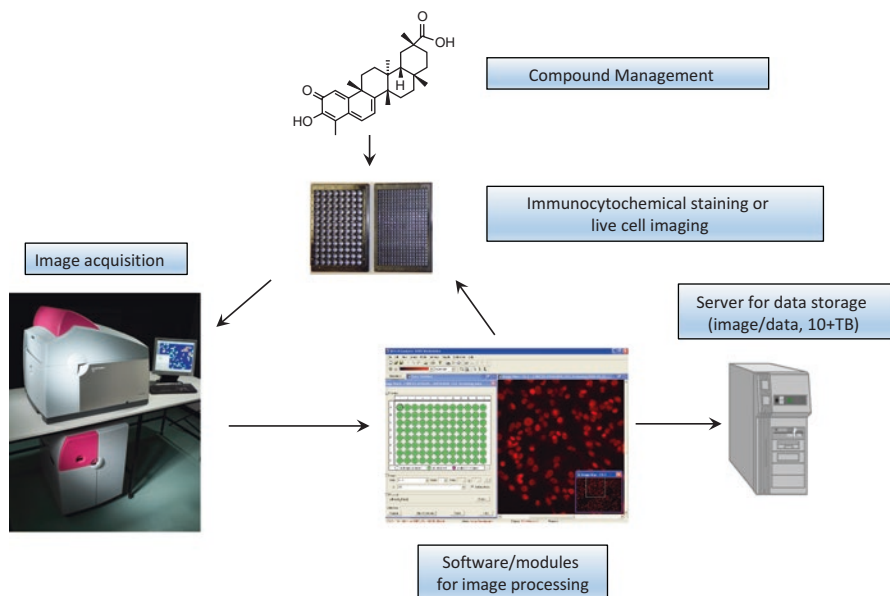 O
OH
H
O
HO
Compound Management
Immunocytochemical staining or
live cell imaging
Image acquisition
Server for data storage
(image/data, 10+TB)
Software/modules
for image processing